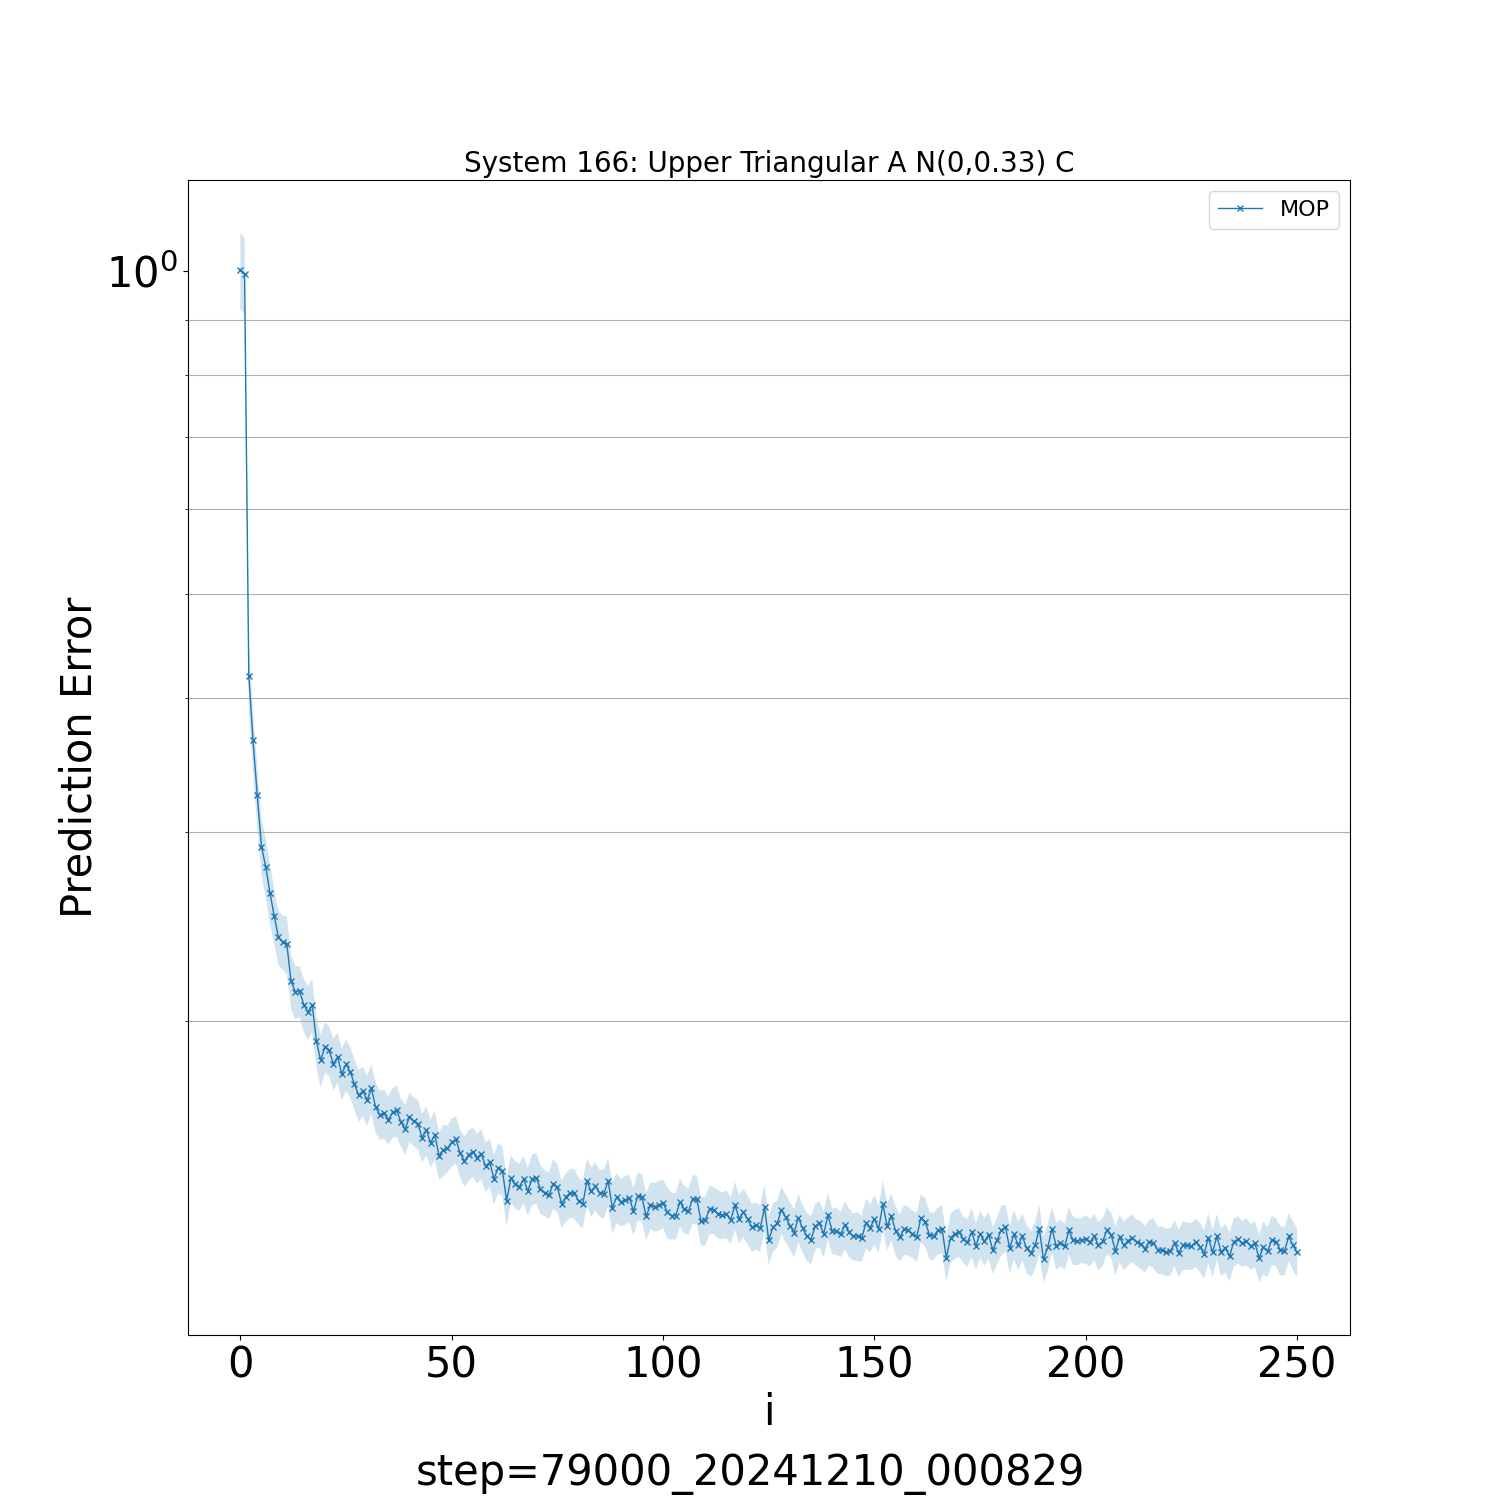 System 166: Upper Triangular A N(0,0.33) C
MOP
10⁰
Prediction Error
0 50 100 150 200 250
i
step=79000_20241210_000829